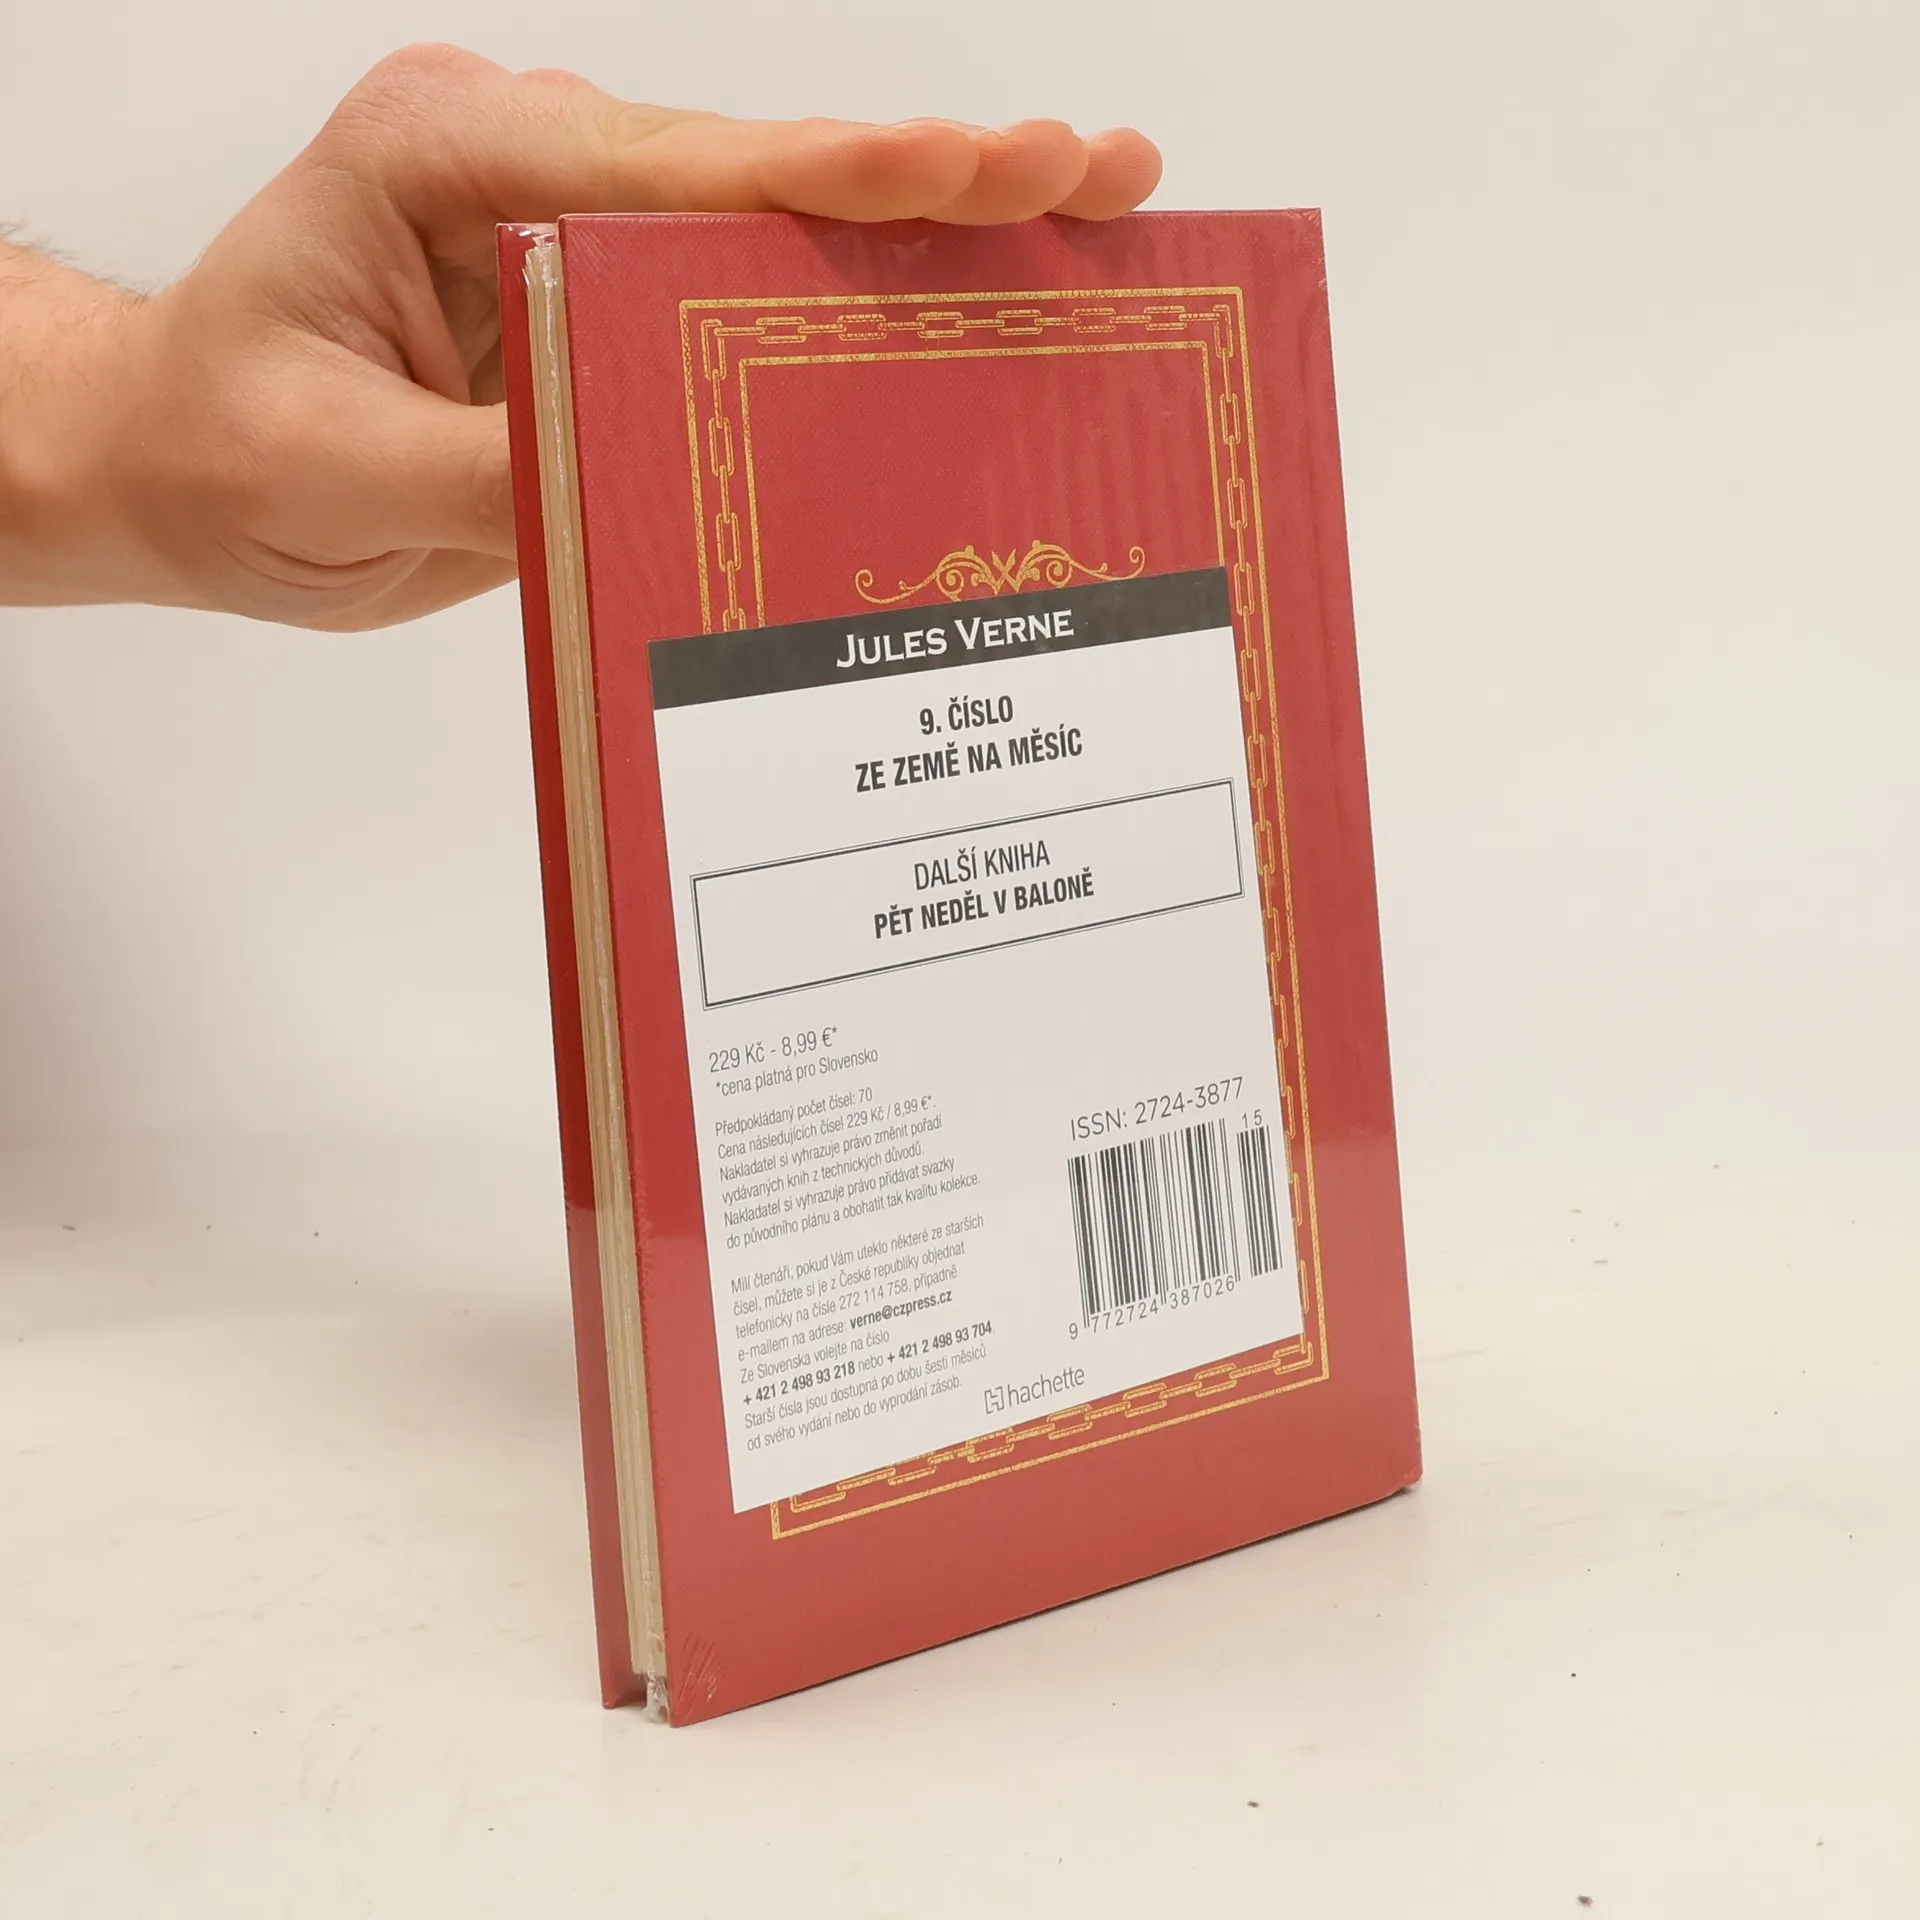 JULES VERNE
9. ČÍSLO
ZE ZEMĚ NA MĚSÍC
DALŠÍ KNIHA
PĚT NEDĚL V BALONĚ
229 Kč - 8,99 €*
*cena platná pro Slovensko
Předpokládaný počet čísel: 70
Cena následujících čísel 229 Kč / 8,99 €*.
Nakladatel si vyhrazuje právo změnit pořadí
vydávaných knih z technických důvodů.
Nakladatel si vyhrazuje právo přidávat svazky
do původního plánu a obohatit tak kvalitu kolekce.
Milí čtenáři, pokud Vám uteklo některé ze starších
čísel, můžete si je z České republiky objednat
telefonicky na čísle 272 114 758, případně
e-mailem na adrese: verne@czpress.cz
Ze Slovenska volejte na číslo
+ 421 2 498 93 218 nebo + 421 2 498 93 704.
Starší čísla jsou dostupná po dobu šesti měsíců
od svého vydání nebo do vyprodání zásob.
ISSN: 2724-3877
15
9 772724 387026
hachette